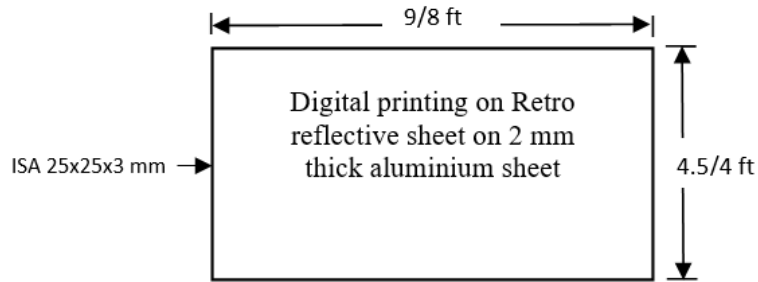 9/8 ft
Digital printing on Retro
reflective sheet on 2 mm
thick aluminium sheet
ISA 25x25x3 mm
4.5/4 ft